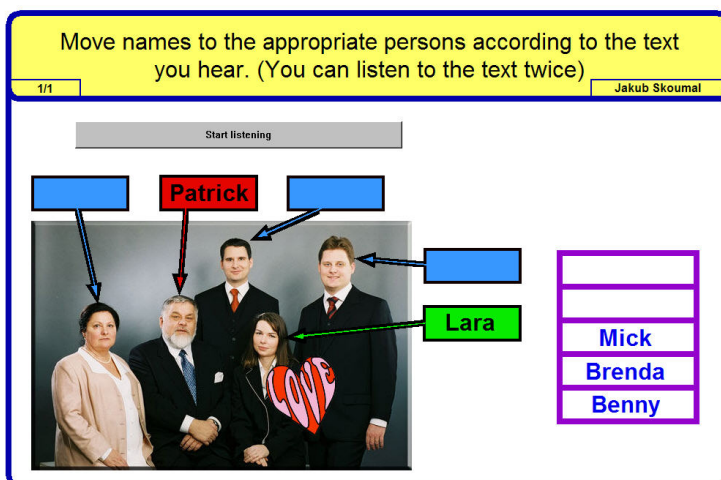 Move names to the appropriate persons according to the text
you hear. (You can listen to the text twice)
1/1
Jakub Skoumal
Start listening
Patrick
Lara
LOVE
Mick
Brenda
Benny